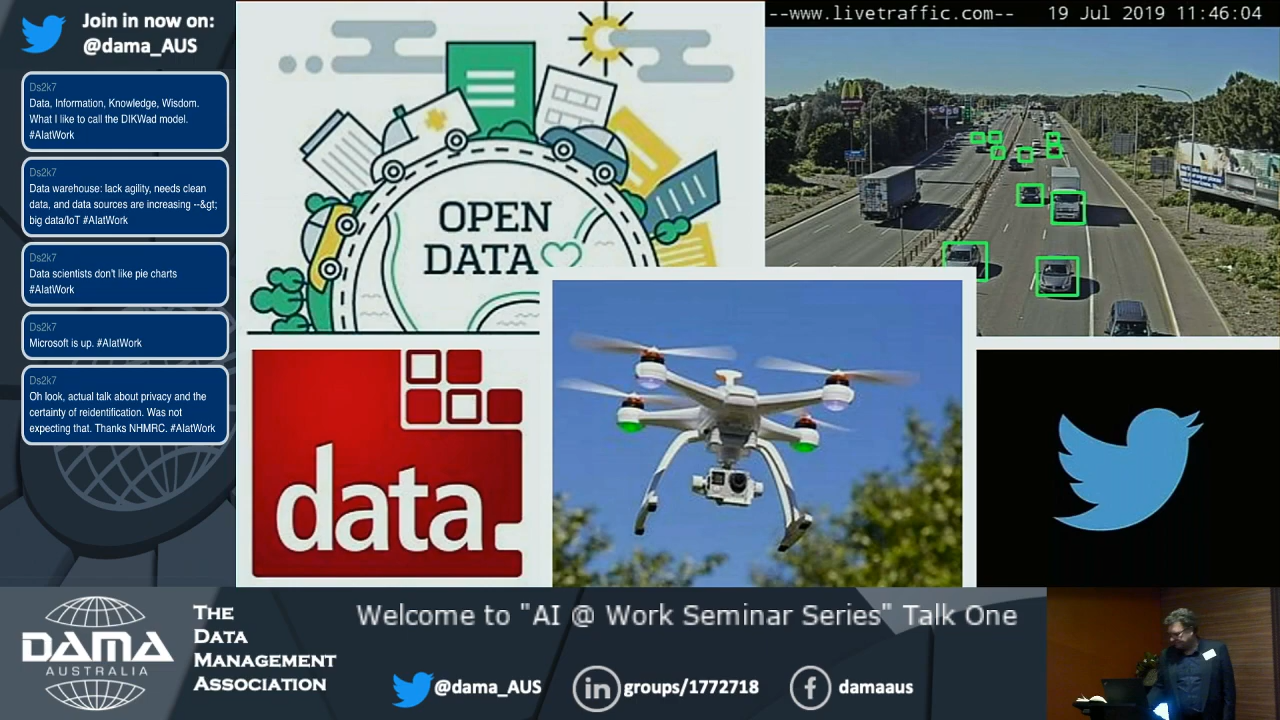 Join in now on:
@dama_AUS
Ds2k7
Data, Information, Knowledge, Wisdom.
What I like to call the DIKWad model.
#AIatWork
Ds2k7
Data warehouse: lack agility, needs clean
data, and data sources are increasing --&gt;
big data/IoT #AIatWork
Ds2k7
Data scientists don't like pie charts
#AIatWork
Ds2k7
Microsoft is up. #AIatWork
Ds2k7
Oh look, actual talk about privacy and the
certainty of reidentification. Was not
expecting that. Thanks NHMRC. #AIatWork
OPEN
DATA
--www.livetraffic.com-- 19 Jul 2019 11:46:04
data
DAMA
AUSTRALIA
THE
DATA
MANAGEMENT
ASSOCIATION
Welcome to "AI @ Work Seminar Series" Talk One
@dama_AUS
in groups/1772718
f damaaus